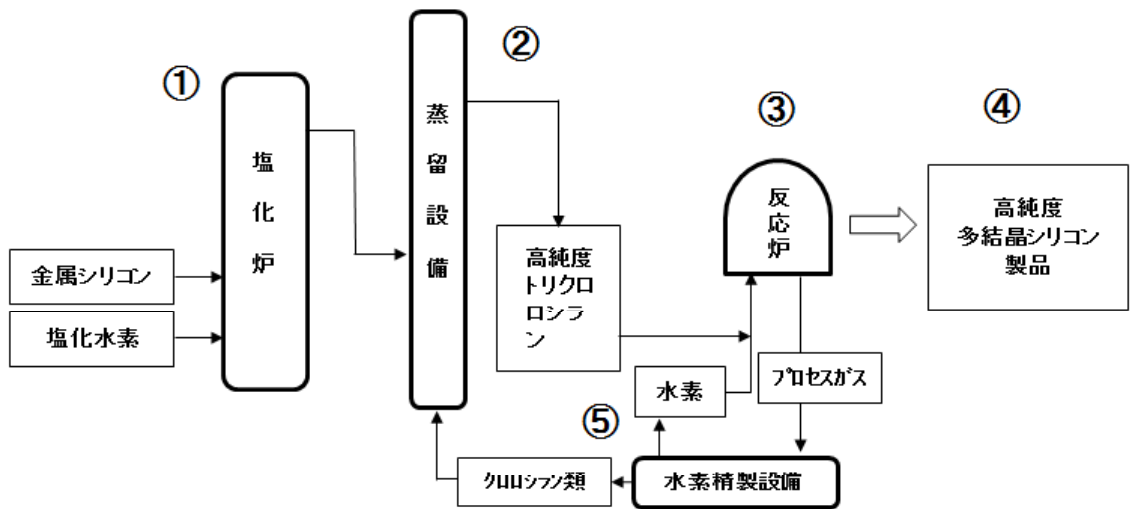 ①
塩
化
炉
金属シリコン
塩化水素
②
蒸
留
設
備
高純度
トリクロ
ロシラ
ン
③
反
応
炉
④
高純度
多結晶シリコン
製品
水素
プロセスガス
⑤
クロロシラン類
水素精製設備